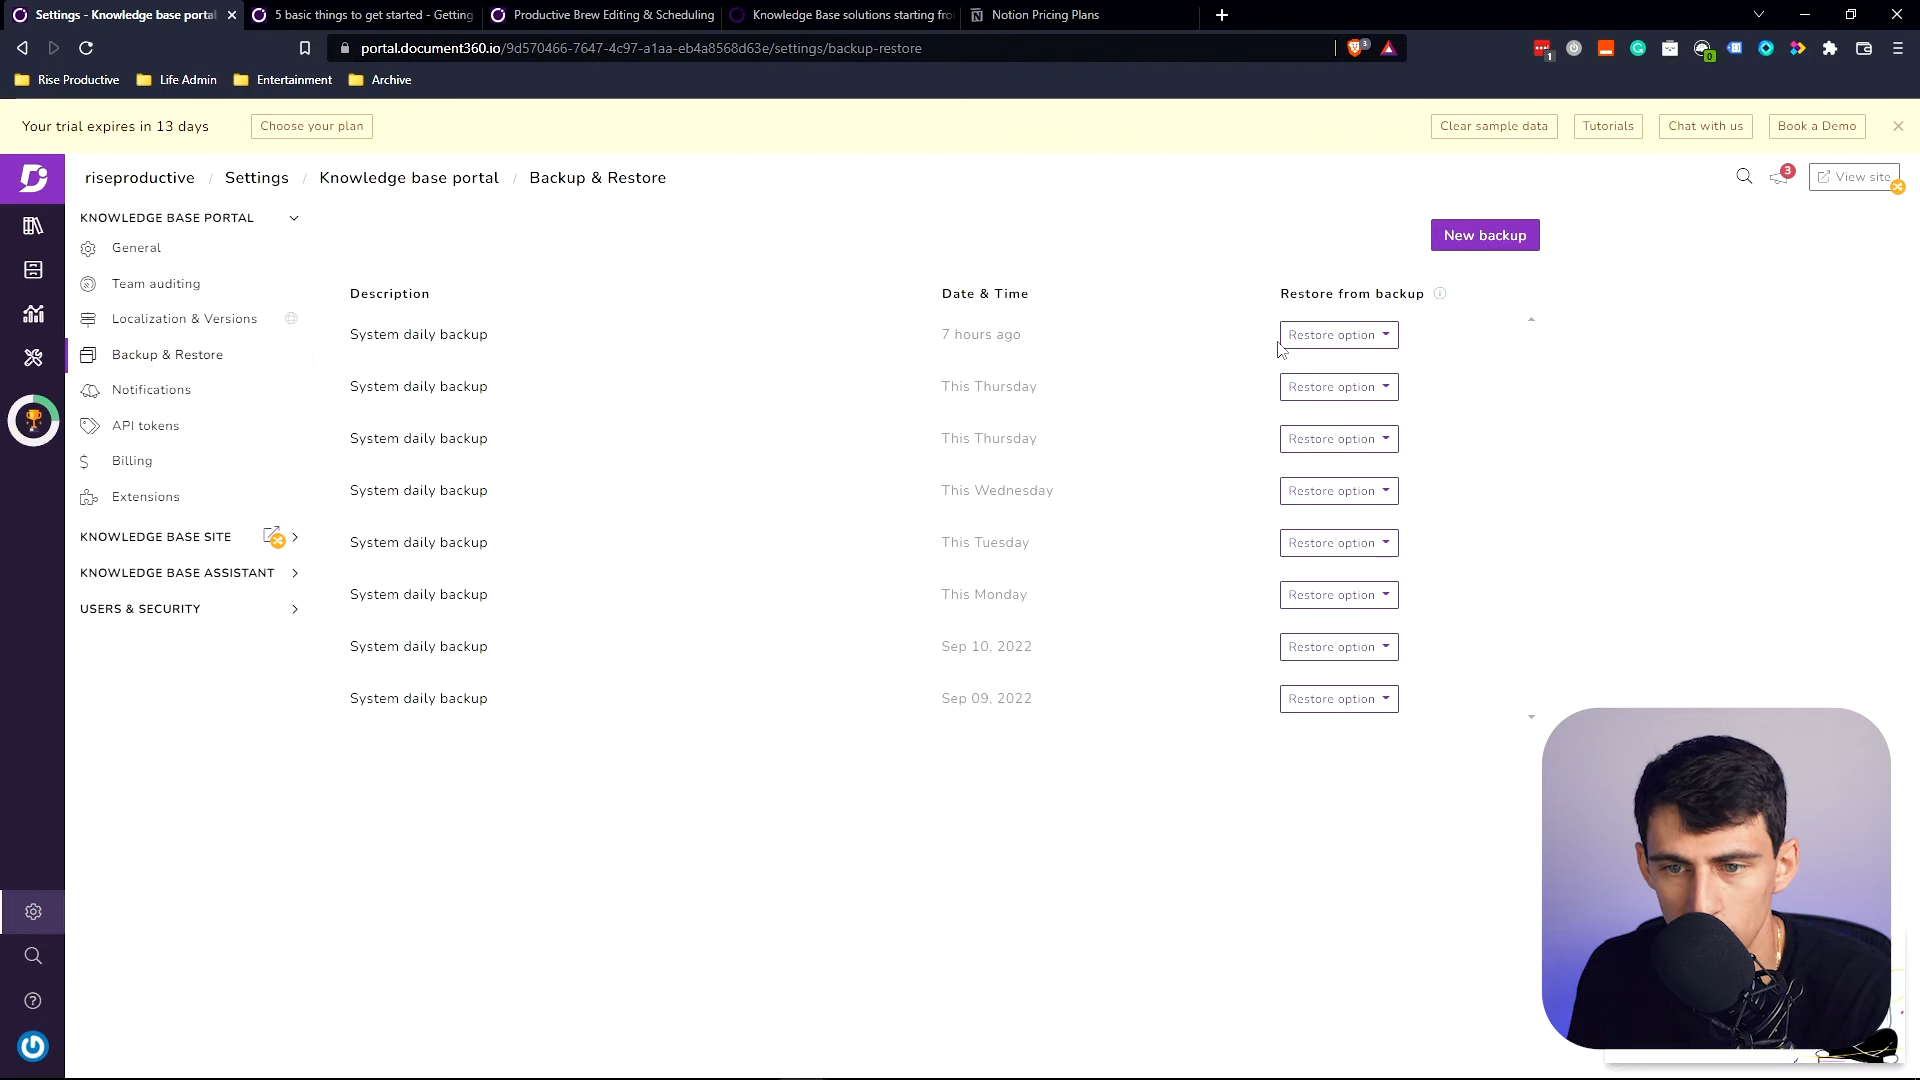 Settings - Knowledge base portal
5 basic things to get started - Getting
Productive Brew Editing & Scheduling
Knowledge Base solutions starting fro
Notion Pricing Plans
portal.document360.io/9d570466-7647-4c97-a1aa-eb4a8568d63e/settings/backup-restore
3
1
0
Rise Productive
Life Admin
Entertainment
Archive
Your trial expires in 13 days
Choose your plan
Clear sample data
Tutorials
Chat with us
Book a Demo
riseproductive / Settings / Knowledge base portal / Backup & Restore
3
View site
KNOWLEDGE BASE PORTAL
General
Team auditing
Localization & Versions
Backup & Restore
Notifications
API tokens
Billing
Extensions
KNOWLEDGE BASE SITE
KNOWLEDGE BASE ASSISTANT
USERS & SECURITY
New backup
Description Date & Time Restore from backup
System daily backup 7 hours ago Restore option
System daily backup This Thursday Restore option
System daily backup This Thursday Restore option
System daily backup This Wednesday Restore option
System daily backup This Tuesday Restore option
System daily backup This Monday Restore option
System daily backup Sep 10, 2022 Restore option
System daily backup Sep 09, 2022 Restore option